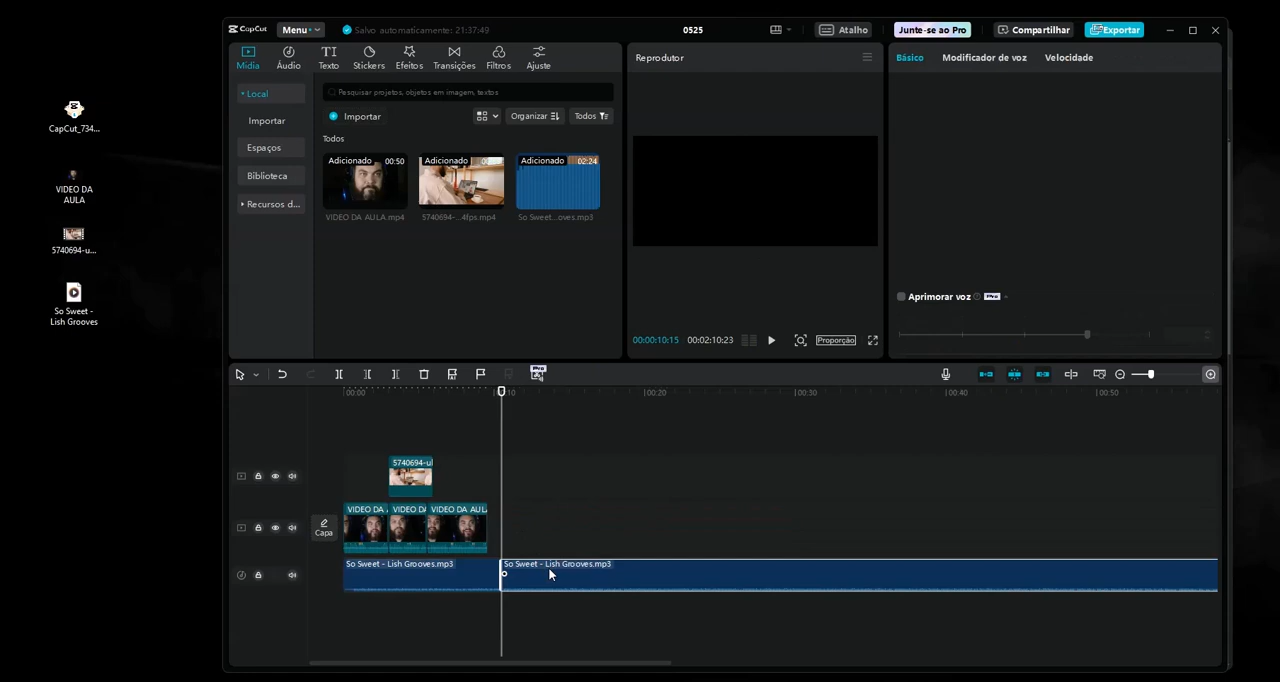 CapCut
Menu
Salvo automaticamente: 21:37:49
0525
Atalho
Junte-se ao Pro
Compartilhar
Exportar
Mídia
Áudio
Texto
Stickers
Efeitos
Transições
Filtros
Ajuste
Local
Importar
Espaços
Biblioteca
Recursos d...
Pesquisar projetos, objetos em imagem, textos
Importar
Organizar
Todos
Todos
Adicionado 00:50
Adicionado
Adicionado 02:24
VIDEO DA AULA.mp4
5740694-...4fps.mp4
So Sweet...oves.mp3
Reprodutor
00:00:10:15
00:02:10:23
Proporção
Básico
Modificador de voz
Velocidade
Aprimorar voz
Pro
CapCut_734...
VIDEO DA
AULA
5740694-u...
So Sweet -
Lish Grooves
Pro
00:00
00:20
00:30
00:40
00:50
5740694-ul
Capa
VIDEO DA
VIDEO D
VIDEO DA AUL
So Sweet - Lish Grooves.mp3
So Sweet - Lish Grooves.mp3